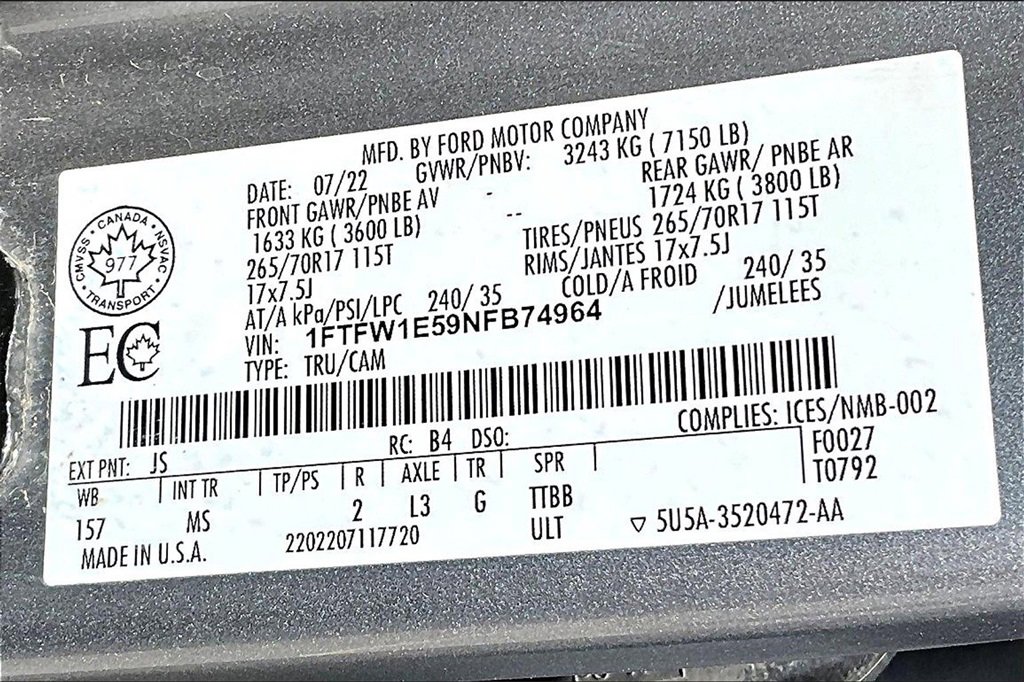 MFD. BY FORD MOTOR COMPANY
DATE: 07/22 GVWR/PNBV: 3243 KG ( 7150 LB)
FRONT GAWR/PNBE AV - REAR GAWR/ PNBE AR
1633 KG ( 3600 LB) -- 1724 KG ( 3800 LB)
265/70R17 115T TIRES/PNEUS 265/70R17 115T
17x7.5J RIMS/JANTES 17x7.5J
AT/A kPa/PSI/LPC 240/ 35 COLD/A FROID 240/ 35
VIN: 1FTFW1E59NFB74964 /JUMELEES
TYPE: TRU/CAM
CANADA
CMVSS 977 NSVAC
TRANSPORT
EC
COMPLIES: ICES/NMB-002
EXT PNT: JS RC: B4 DSO:
WB INT TR TP/PS R AXLE TR SPR F0027
157 MS 2 L3 G TTBB T0792
MADE IN U.S.A. 2202207117720 ULT ▽ 5U5A-3520472-AA